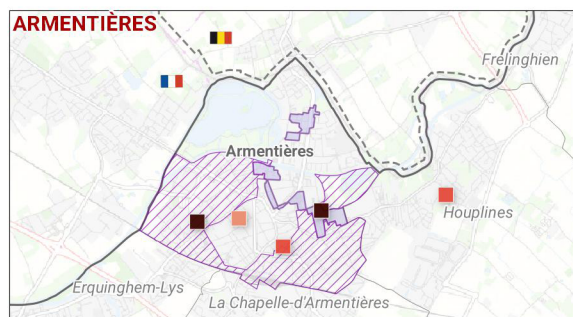 ARMENTIÈRES
Frelinghien
Armentières
Houplines
Erquinghem-Lys
La Chapelle-d'Armentières